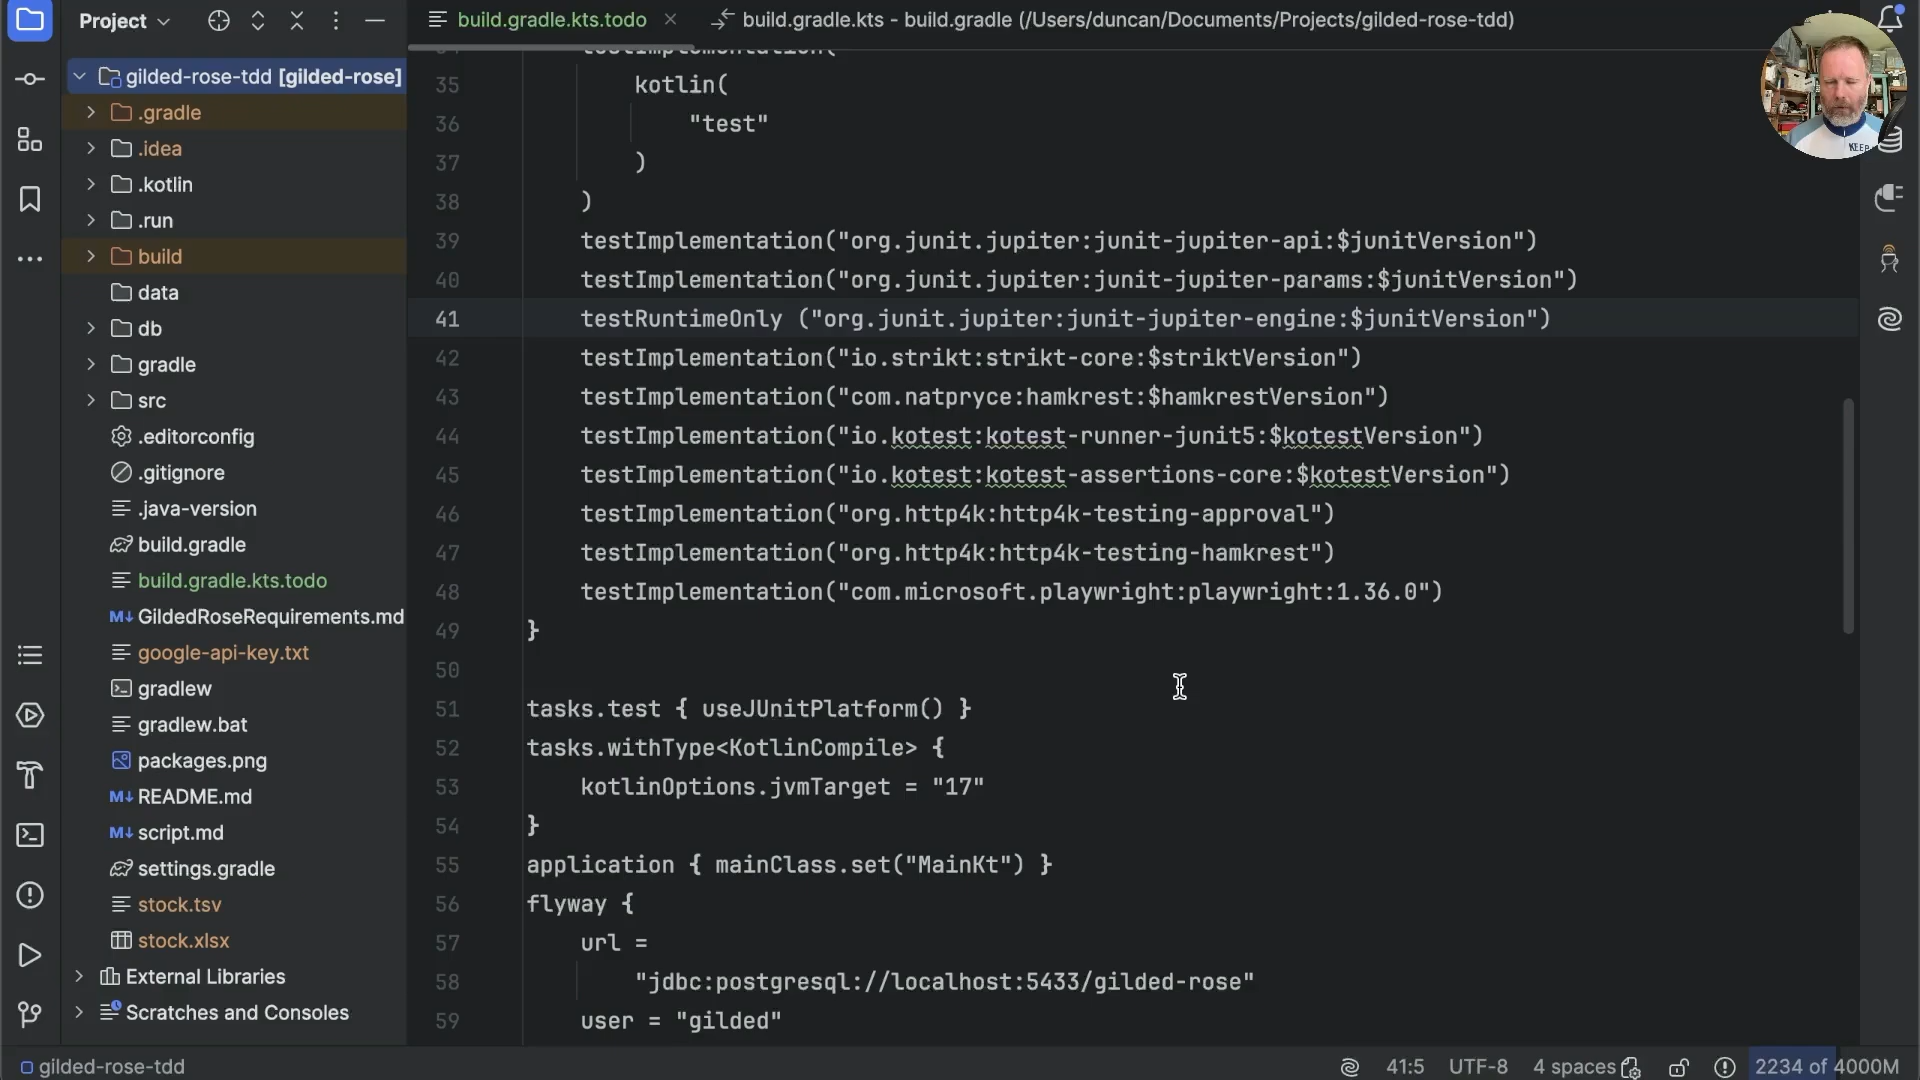 Project
build.gradle.kts.todo
build.gradle.kts - build.gradle (/Users/duncan/Documents/Projects/gilded-rose-tdd)
gilded-rose-tdd [gilded-rose]
.gradle
.idea
.kotlin
.run
build
data
db
gradle
src
.editorconfig
.gitignore
.java-version
build.gradle
build.gradle.kts.todo
M↓ GildedRoseRequirements.md
google-api-key.txt
gradlew
gradlew.bat
packages.png
M↓ README.md
M↓ script.md
settings.gradle
stock.tsv
stock.xlsx
External Libraries
Scratches and Consoles
34 testImplementation(
35 kotlin(
36 "test"
37 )
38 )
39 testImplementation("org.junit.jupiter:junit-jupiter-api:$junitVersion")
40 testImplementation("org.junit.jupiter:junit-jupiter-params:$junitVersion")
41 testRuntimeOnly ("org.junit.jupiter:junit-jupiter-engine:$junitVersion")
42 testImplementation("io.strikt:strikt-core:$striktVersion")
43 testImplementation("com.natpryce:hamkrest:$hamkrestVersion")
44 testImplementation("io.kotest:kotest-runner-junit5:$kotestVersion")
45 testImplementation("io.kotest:kotest-assertions-core:$kotestVersion")
46 testImplementation("org.http4k:http4k-testing-approval")
47 testImplementation("org.http4k:http4k-testing-hamkrest")
48 testImplementation("com.microsoft.playwright:playwright:1.36.0")
49 }
50
51 tasks.test { useJUnitPlatform() }
52 tasks.withType<KotlinCompile> {
53 kotlinOptions.jvmTarget = "17"
54 }
55 application { mainClass.set("MainKt") }
56 flyway {
57 url =
58 "jdbc:postgresql://localhost:5433/gilded-rose"
59 user = "gilded"
KEEP
gilded-rose-tdd
41:5 UTF-8 4 spaces 2234 of 4000M